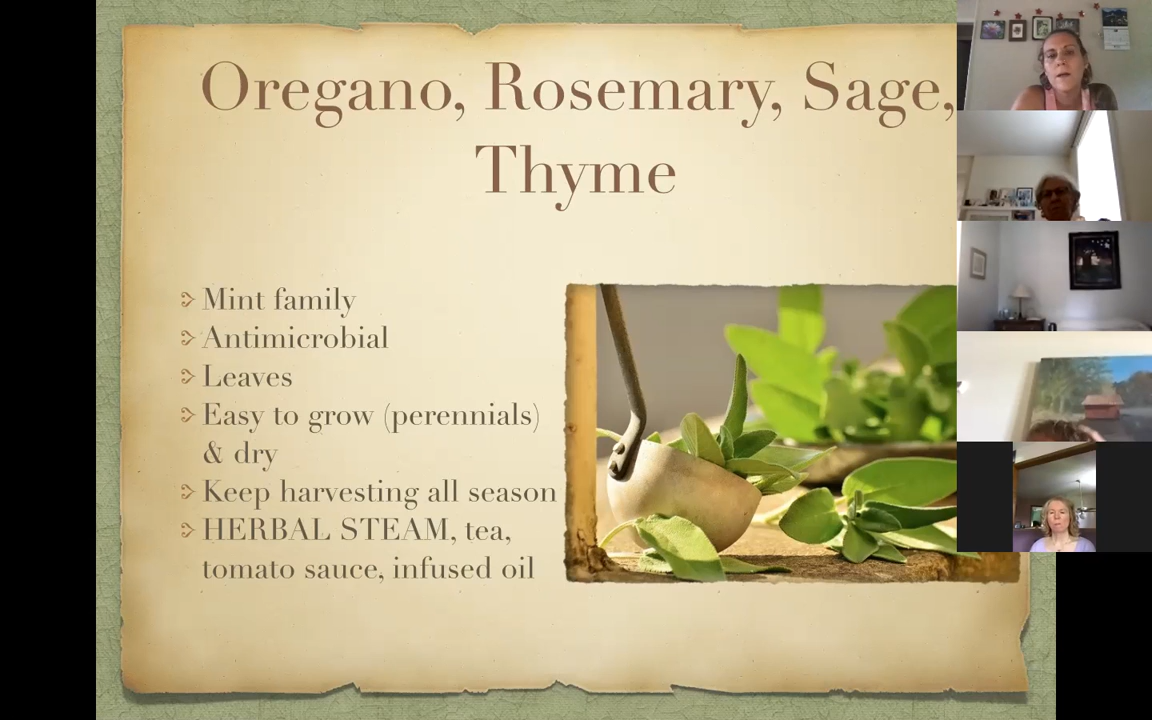 Oregano, Rosemary, Sage,
Thyme
Mint family
Antimicrobial
Leaves
Easy to grow (perennials)
& dry
Keep harvesting all season
HERBAL STEAM, tea,
tomato sauce, infused oil